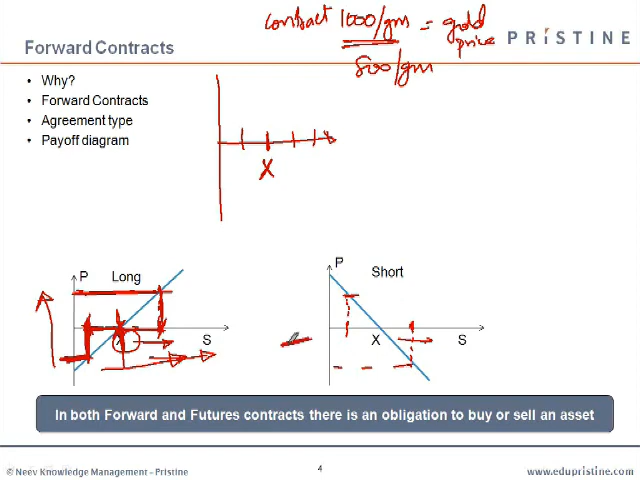 contract 1000/gm = gold price
800/gm
PRISTINE
Forward Contracts
• Why?
• Forward Contracts
• Agreement type
• Payoff diagram
X
P Long
S
P
Short
X S
In both Forward and Futures contracts there is an obligation to buy or sell an asset
© Neev Knowledge Management - Pristine
4
www.edupristine.com